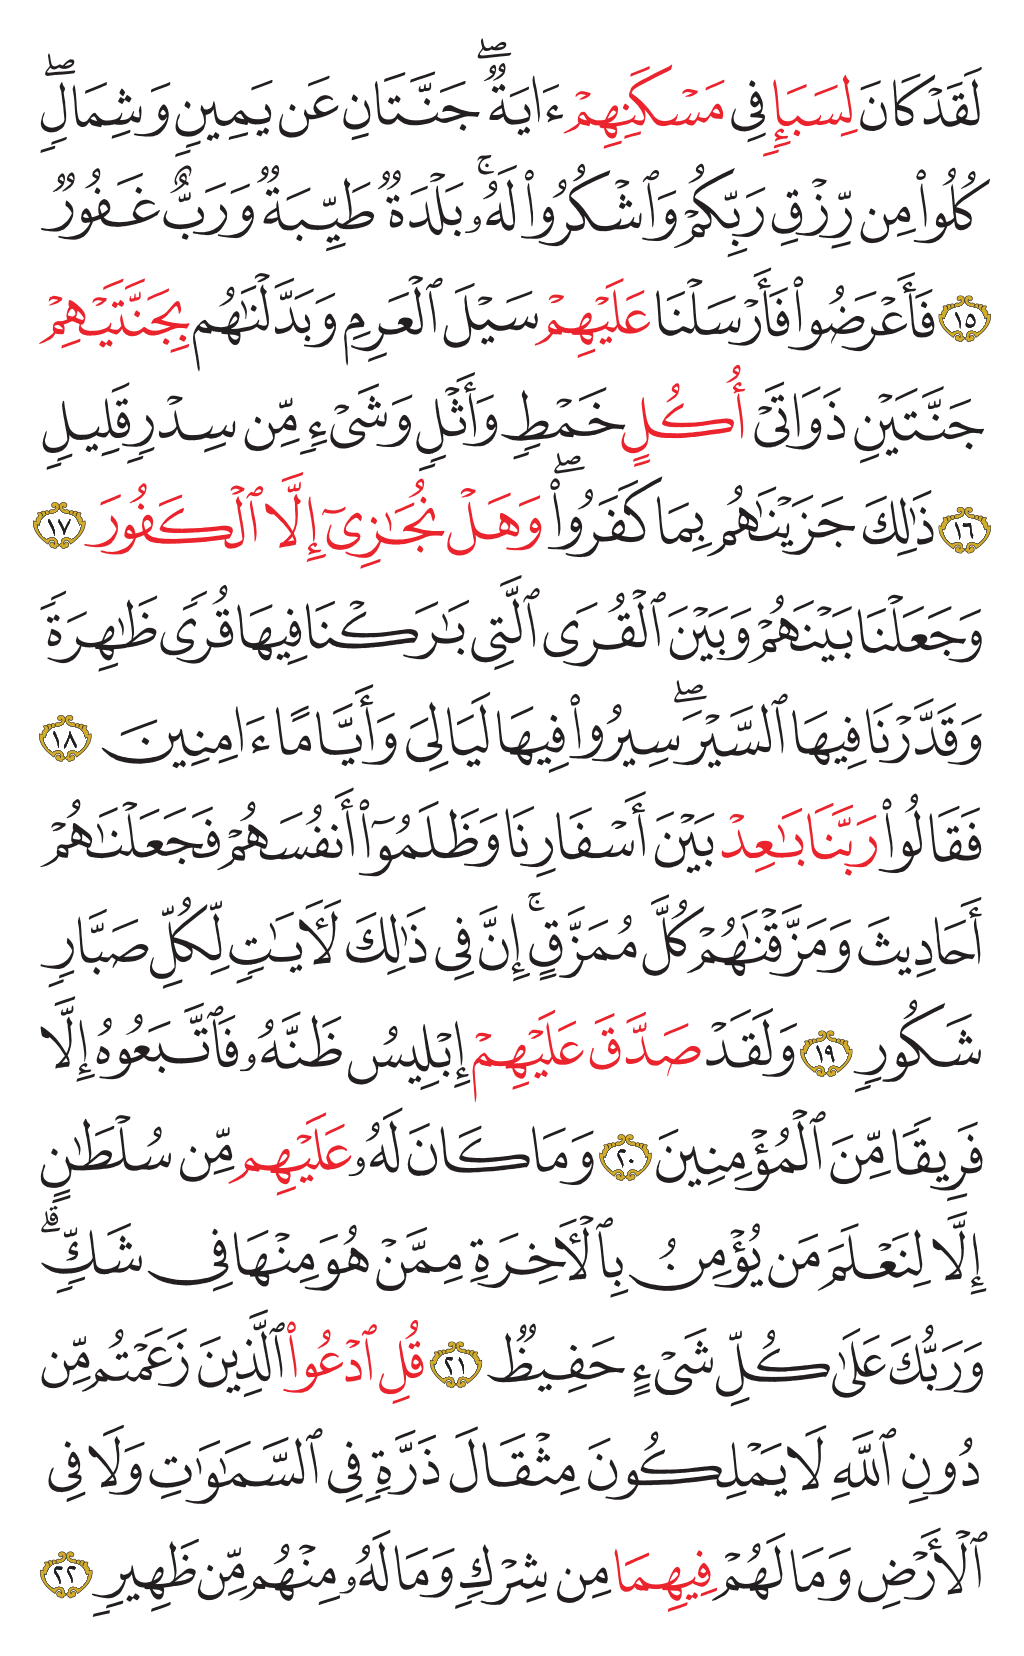 لَقَدْ كَانَ لِسَبَإٍ فِي مَسْكَنِهِمْ ءَايَةٌ ۖ جَنَّتَانِ عَن يَمِينٍ وَشِمَالٍ ۖ
كُلُوا۟ مِن رِّزْقِ رَبِّكُمْ وَٱشْكُرُوا۟ لَهُۥ ۚ بَلْدَةٌ طَيِّبَةٌ وَرَبٌّ غَفُورٌ
١٥ فَأَعْرَضُوا۟ فَأَرْسَلْنَا عَلَيْهِمْ سَيْلَ ٱلْعَرِمِ وَبَدَّلْنَٰهُم بِجَنَّتَيْهِمْ
جَنَّتَيْنِ ذَوَاتَىْ أُكُلٍ خَمْطٍ وَأَثْلٍ وَشَىْءٍ مِّن سِدْرٍ قَلِيلٍ
١٦ ذَٰلِكَ جَزَيْنَٰهُم بِمَا كَفَرُوا۟ ۖ وَهَلْ نُجَٰزِىٓ إِلَّا ٱلْكَفُورَ ١٧
وَجَعَلْنَا بَيْنَهُمْ وَبَيْنَ ٱلْقُرَى ٱلَّتِى بَٰرَكْنَا فِيهَا قُرًى ظَٰهِرَةً
وَقَدَّرْنَا فِيهَا ٱلسَّيْرَ ۖ سِيرُوا۟ فِيهَا لَيَالِىَ وَأَيَّامًا ءَامِنِينَ ١٨
فَقَالُوا۟ رَبَّنَا بَٰعِدْ بَيْنَ أَسْفَارِنَا وَظَلَمُوٓا۟ أَنفُسَهُمْ فَجَعَلْنَٰهُمْ
أَحَادِيثَ وَمَزَّقْنَٰهُمْ كُلَّ مُمَزَّقٍ ۚ إِنَّ فِى ذَٰلِكَ لَءَايَٰتٍ لِّكُلِّ صَبَّارٍ
شَكُورٍ ١٩ وَلَقَدْ صَدَّقَ عَلَيْهِمْ إِبْلِيسُ ظَنَّهُۥ فَٱتَّبَعُوهُ إِلَّا
فَرِيقًا مِّنَ ٱلْمُؤْمِنِينَ ٢٠ وَمَا كَانَ لَهُۥ عَلَيْهِم مِّن سُلْطَٰنٍ
إِلَّا لِنَعْلَمَ مَن يُؤْمِنُ بِٱلْءَاخِرَةِ مِمَّنْ هُوَ مِنْهَا فِى شَكٍّ ۗ
وَرَبُّكَ عَلَىٰ كُلِّ شَىْءٍ حَفِيظٌ ٢١ قُلِ ٱدْعُوا۟ ٱلَّذِينَ زَعَمْتُم مِّن
دُونِ ٱللَّهِ لَا يَمْلِكُونَ مِثْقَالَ ذَرَّةٍ فِى ٱلسَّمَٰوَٰتِ وَلَا فِى
ٱلْأَرْضِ وَمَا لَهُمْ فِيهِمَا مِن شِرْكٍ وَمَا لَهُۥ مِنْهُم مِّن ظَهِيرٍ ٢٢